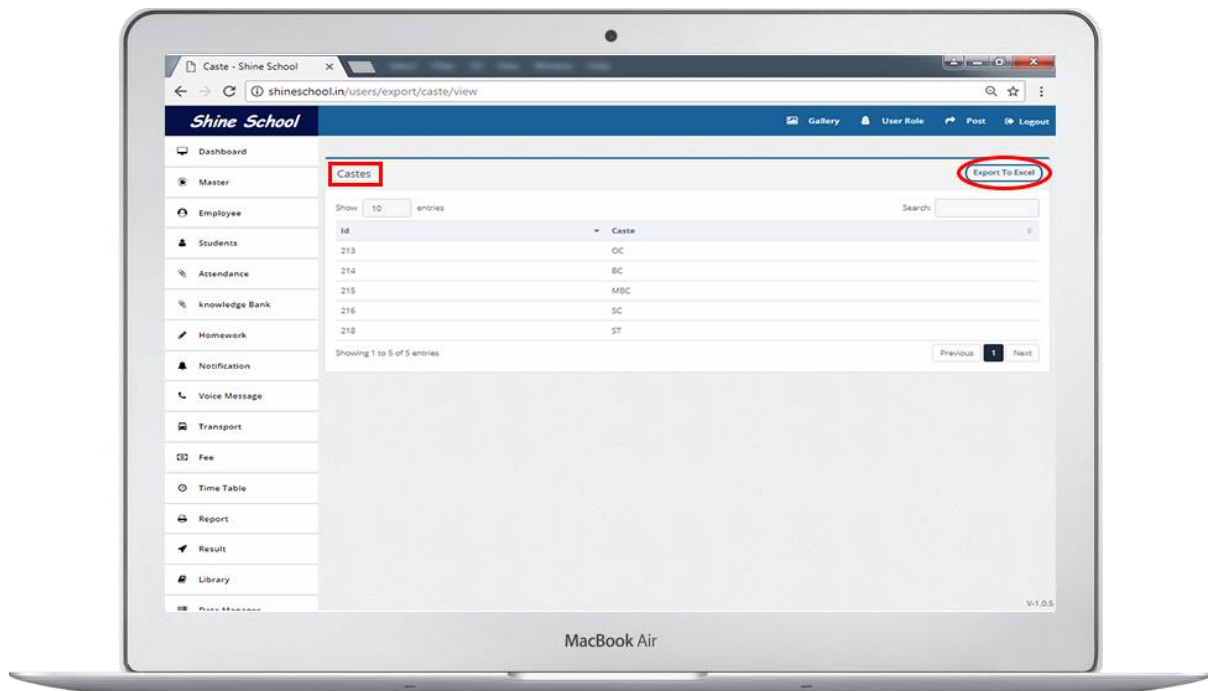 Caste - Shine School
shineschool.in/users/export/caste/view
Shine School
Gallery User Role Post Logout
Dashboard
Master
Employee
Students
Attendance
knowledge Bank
Homework
Notification
Voice Message
Transport
Fee
Time Table
Report
Result
Library
Data Manager
Castes Export To Excel
Show 10 entries Search:
Id Caste
213 OC
214 BC
215 MBC
216 SC
218 ST
Showing 1 to 5 of 5 entries Previous 1 Next
V-1.0.5
MacBook Air